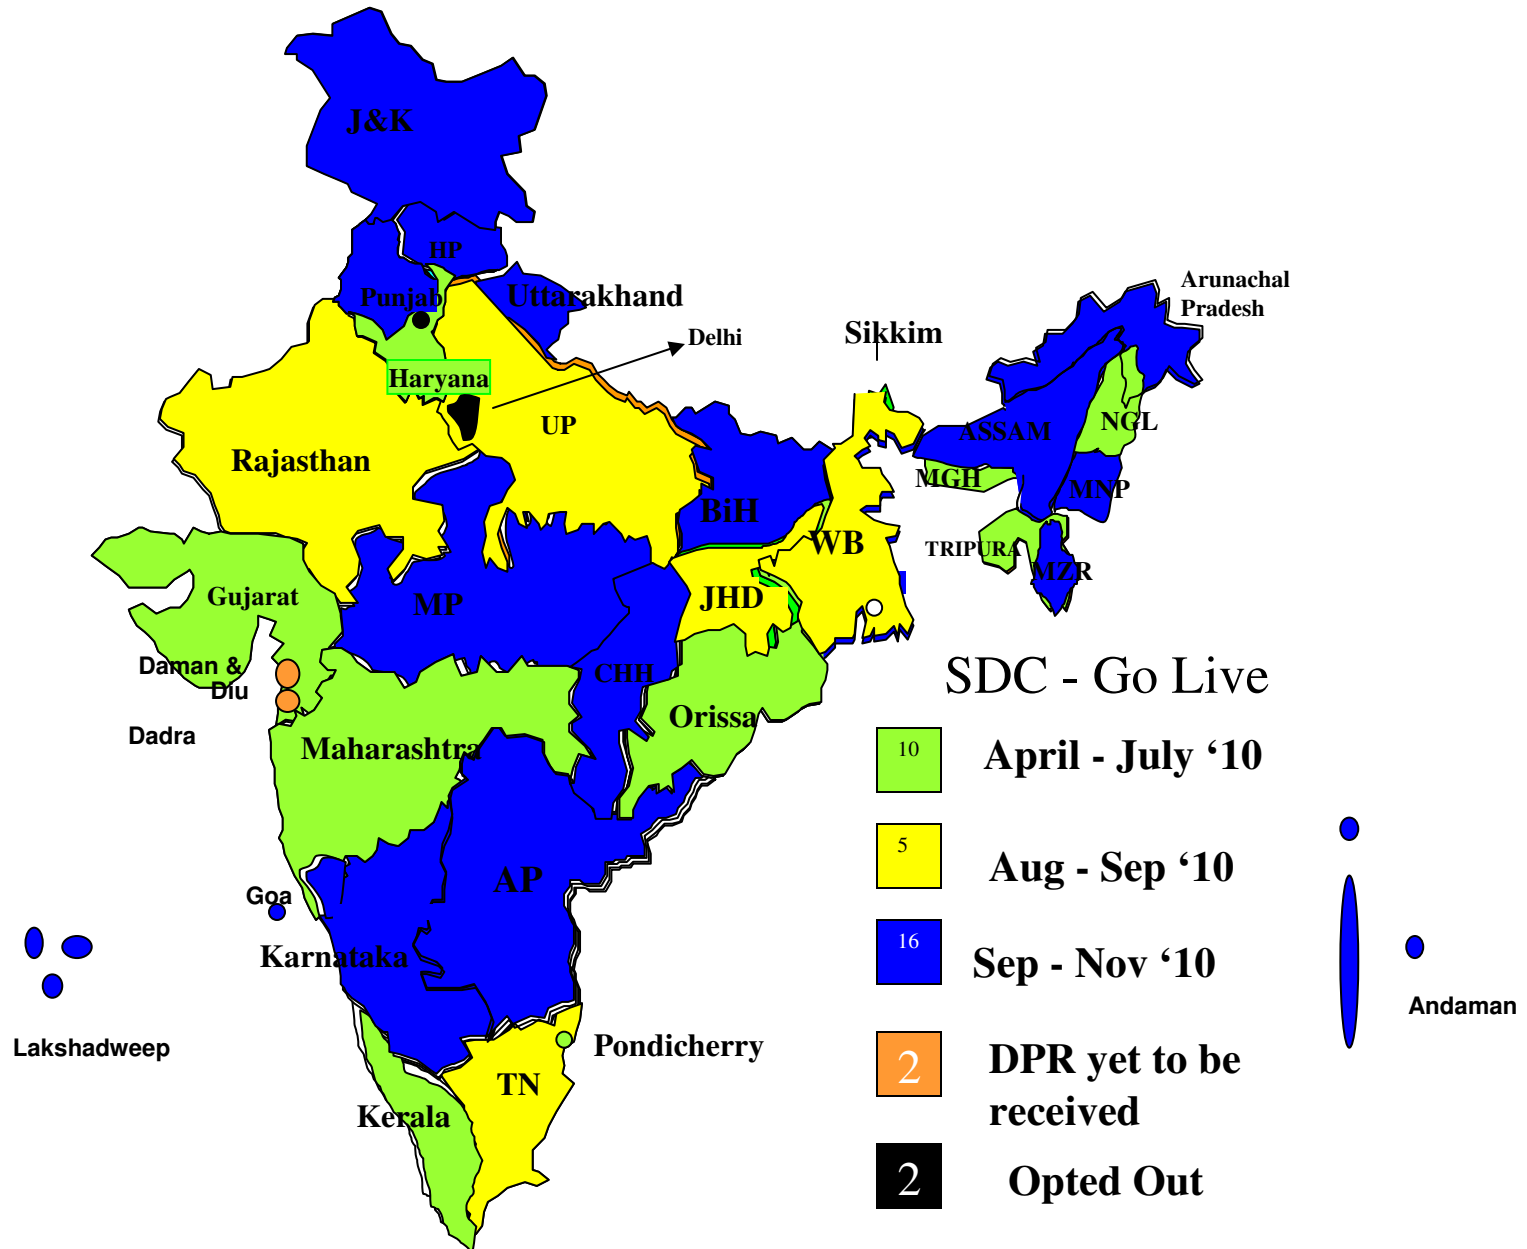 J&K
HP
Punjab
Uttarakhand
Arunachal
Pradesh
Delhi
Sikkim
Haryana
UP
NGL
ASSAM
Rajasthan
MGH
MNP
BiH
WB
TRIPURA
MZR
Gujarat
MP
JHD
Daman &
Diu
CHH
Orissa
Dadra
Maharashtra
SDC - Go Live
10
April - July ‘10
5
Aug - Sep ‘10
AP
Goa
Karnataka
16
Sep - Nov ‘10
Andaman
Lakshadweep
Pondicherry
2
DPR yet to be
received
TN
Kerala
2
Opted Out